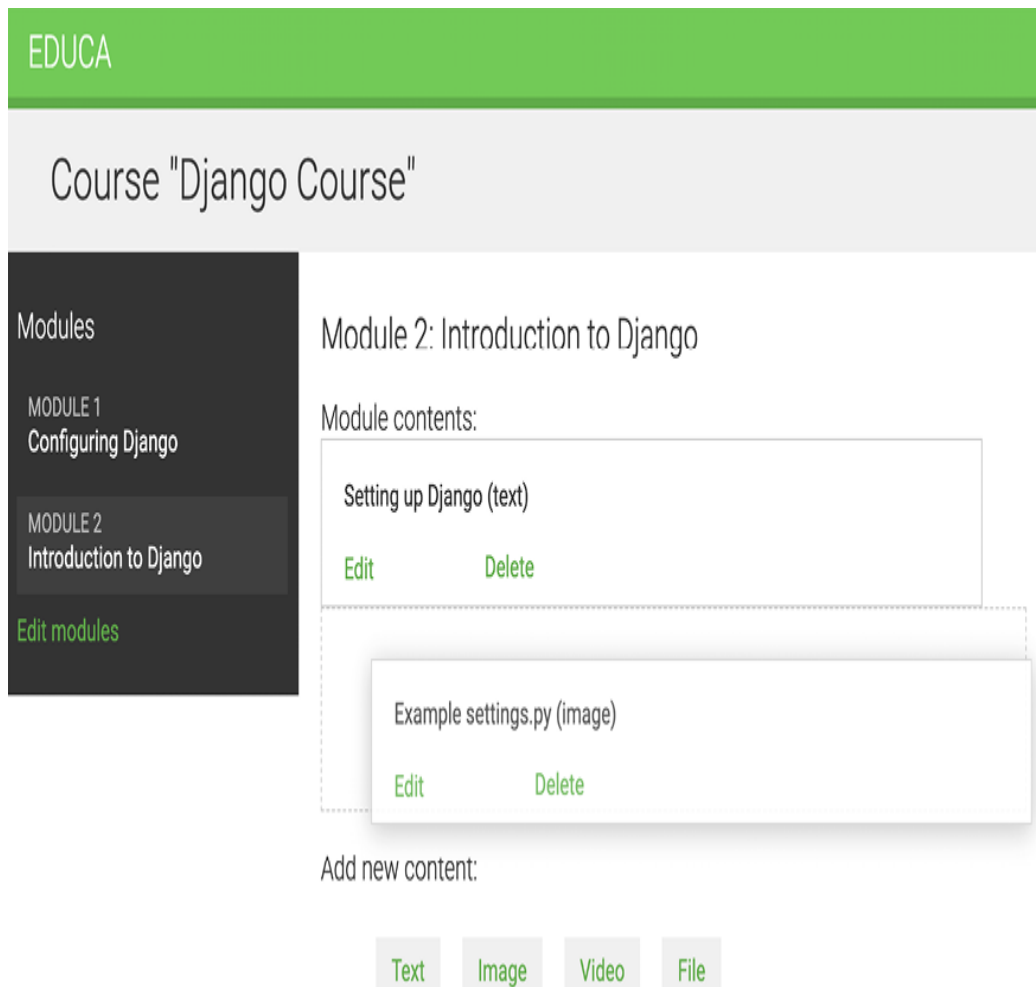 EDUCA
Course "Django Course"
Modules
MODULE 1
Configuring Django
MODULE 2
Introduction to Django
Edit modules
Module 2: Introduction to Django
Module contents:
Setting up Django (text)
Edit Delete
Example settings.py (image)
Edit Delete
Add new content:
Text Image Video File